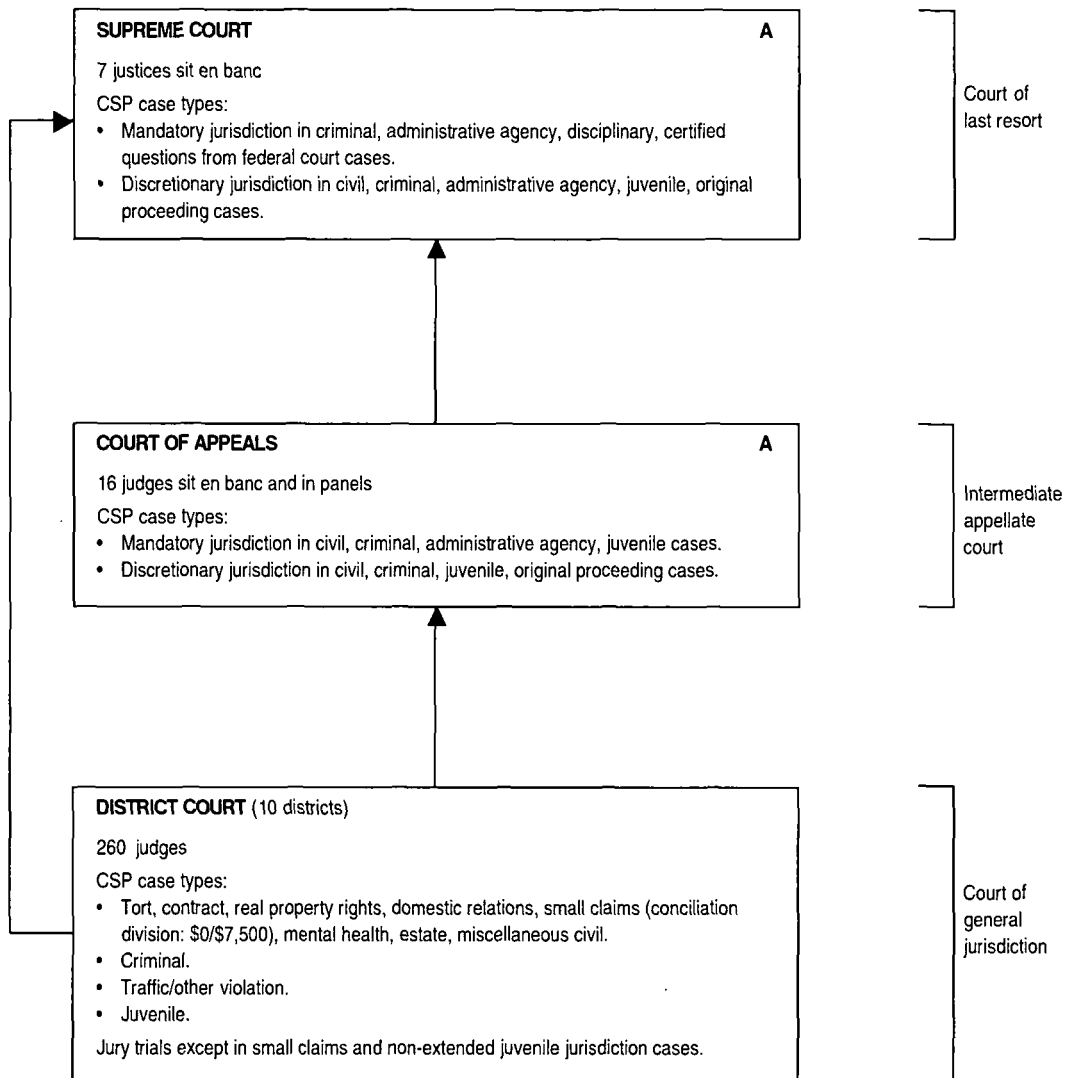 SUPREME COURT A
7 justices sit en banc
CSP case types:
• Mandatory jurisdiction in criminal, administrative agency, disciplinary, certified
questions from federal court cases.
• Discretionary jurisdiction in civil, criminal, administrative agency, juvenile, original
proceeding cases.
Court of
last resort
COURT OF APPEALS A
16 judges sit en banc and in panels
CSP case types:
• Mandatory jurisdiction in civil, criminal, administrative agency, juvenile cases.
• Discretionary jurisdiction in civil, criminal, juvenile, original proceeding cases.
Intermediate
appellate
court
DISTRICT COURT (10 districts)
260 judges
CSP case types:
• Tort, contract, real property rights, domestic relations, small claims (conciliation
division: $0/$7,500), mental health, estate, miscellaneous civil.
• Criminal.
• Traffic/other violation.
• Juvenile.
Jury trials except in small claims and non-extended juvenile jurisdiction cases.
Court of
general
jurisdiction